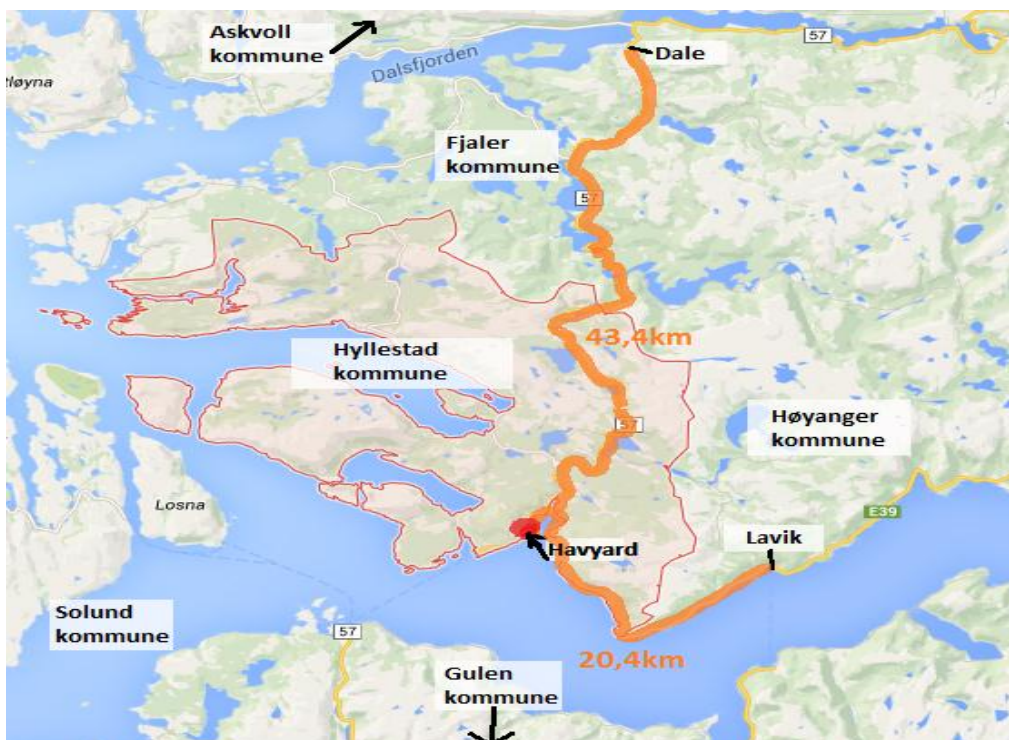 Askvoll
kommune
57
Dale
Dalsfjorden
tløyna
Fjaler
kommune
57
43,4km
Hyllestad
kommune
Høyanger
kommune
57
Losna
E39
Lavik
Havyard
Solund
kommune
57
20,4km
Gulen
kommune